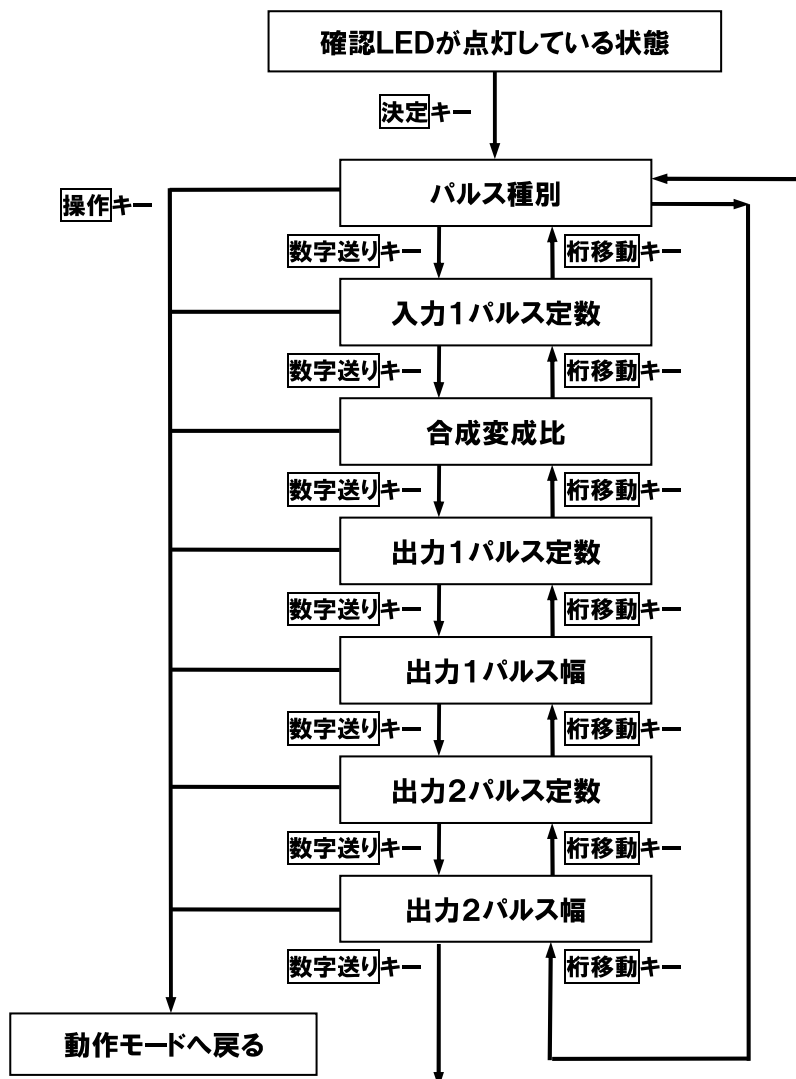 確認LEDが点灯している状態
決定キー
パルス種別
操作キー
数字送りキー 桁移動キー
入力1パルス定数
数字送りキー 桁移動キー
合成変成比
数字送りキー 桁移動キー
出力1パルス定数
数字送りキー 桁移動キー
出力1パルス幅
数字送りキー 桁移動キー
出力2パルス定数
数字送りキー 桁移動キー
出力2パルス幅
数字送りキー 桁移動キー
動作モードへ戻る